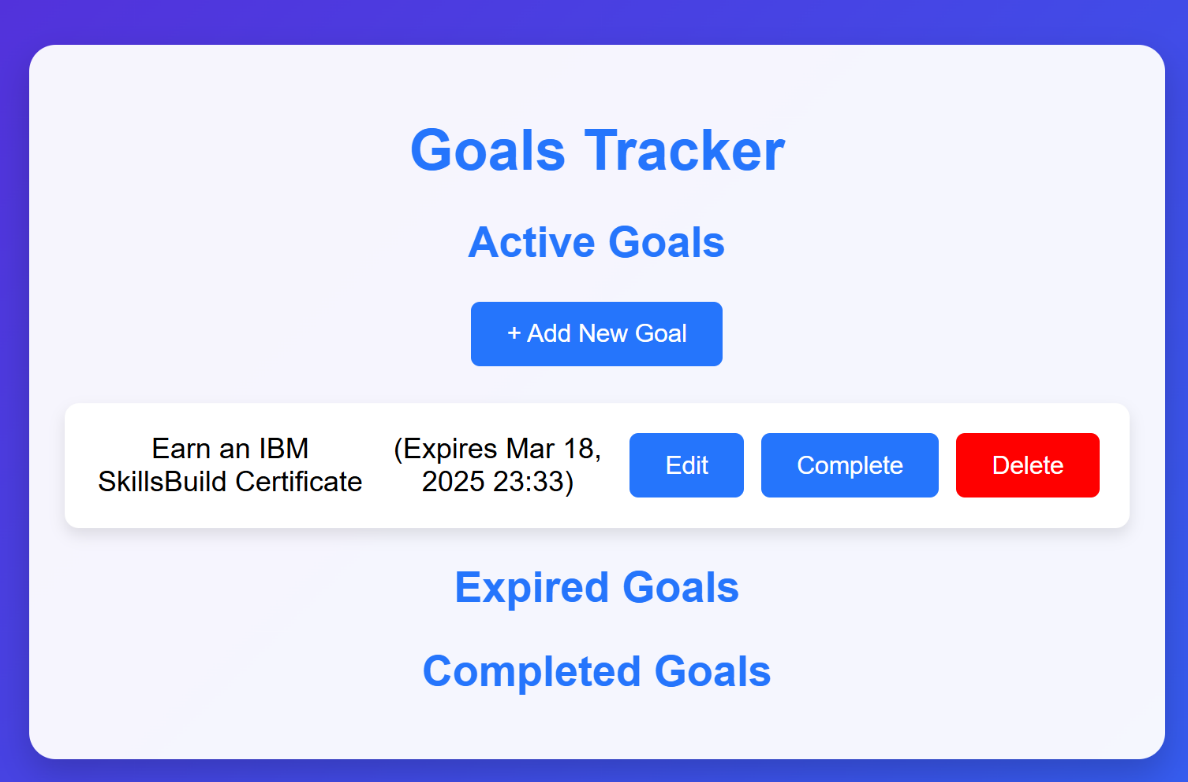 Goals Tracker
Active Goals
+ Add New Goal
Earn an IBM
SkillsBuild Certificate
(Expires Mar 18,
2025 23:33)
Edit
Complete
Delete
Expired Goals
Completed Goals